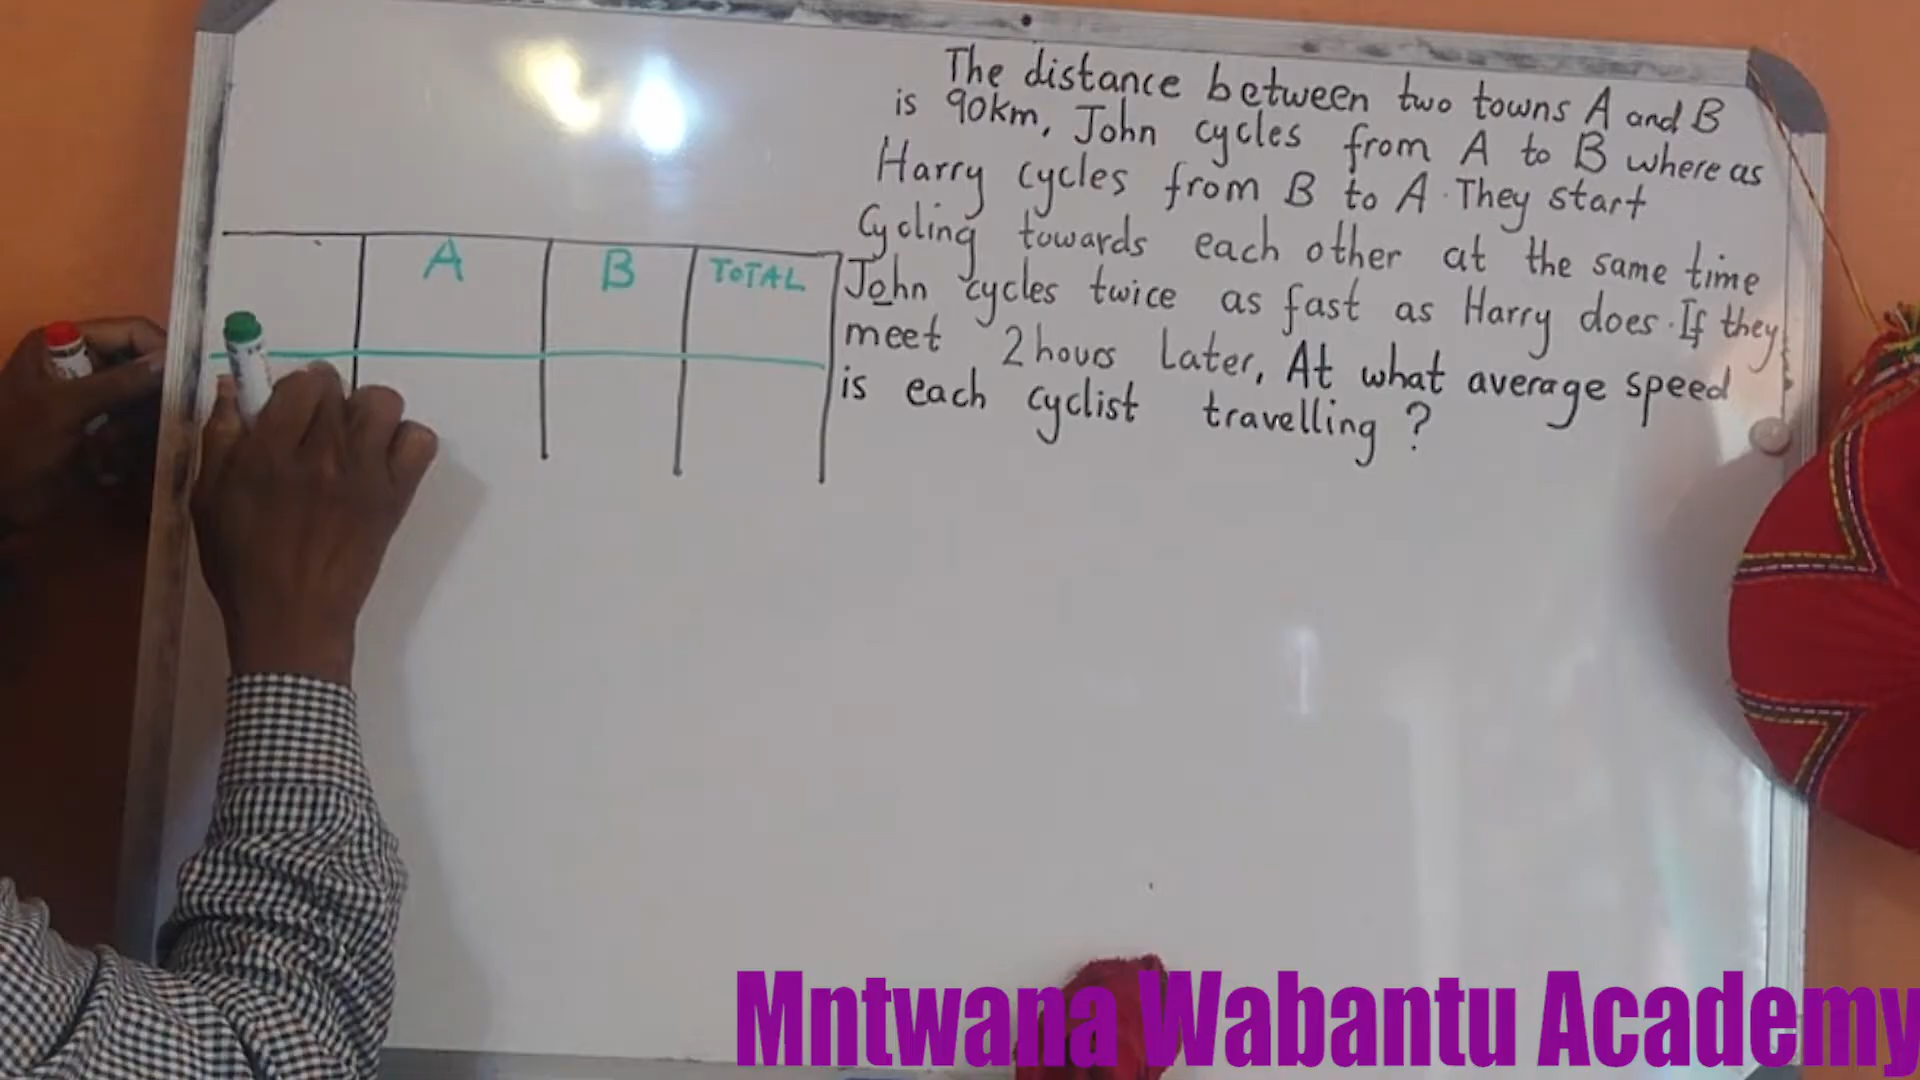 The distance between two towns A and B
is 90km, John cycles from A to B where as
Harry cycles from B to A. They start
Cycling towards each other at the same time
John cycles twice as fast as Harry does. If they
meet 2 hours Later, At what average speed
is each cyclist travelling ?
A B TOTAL
Mntwana Wabantu Academy